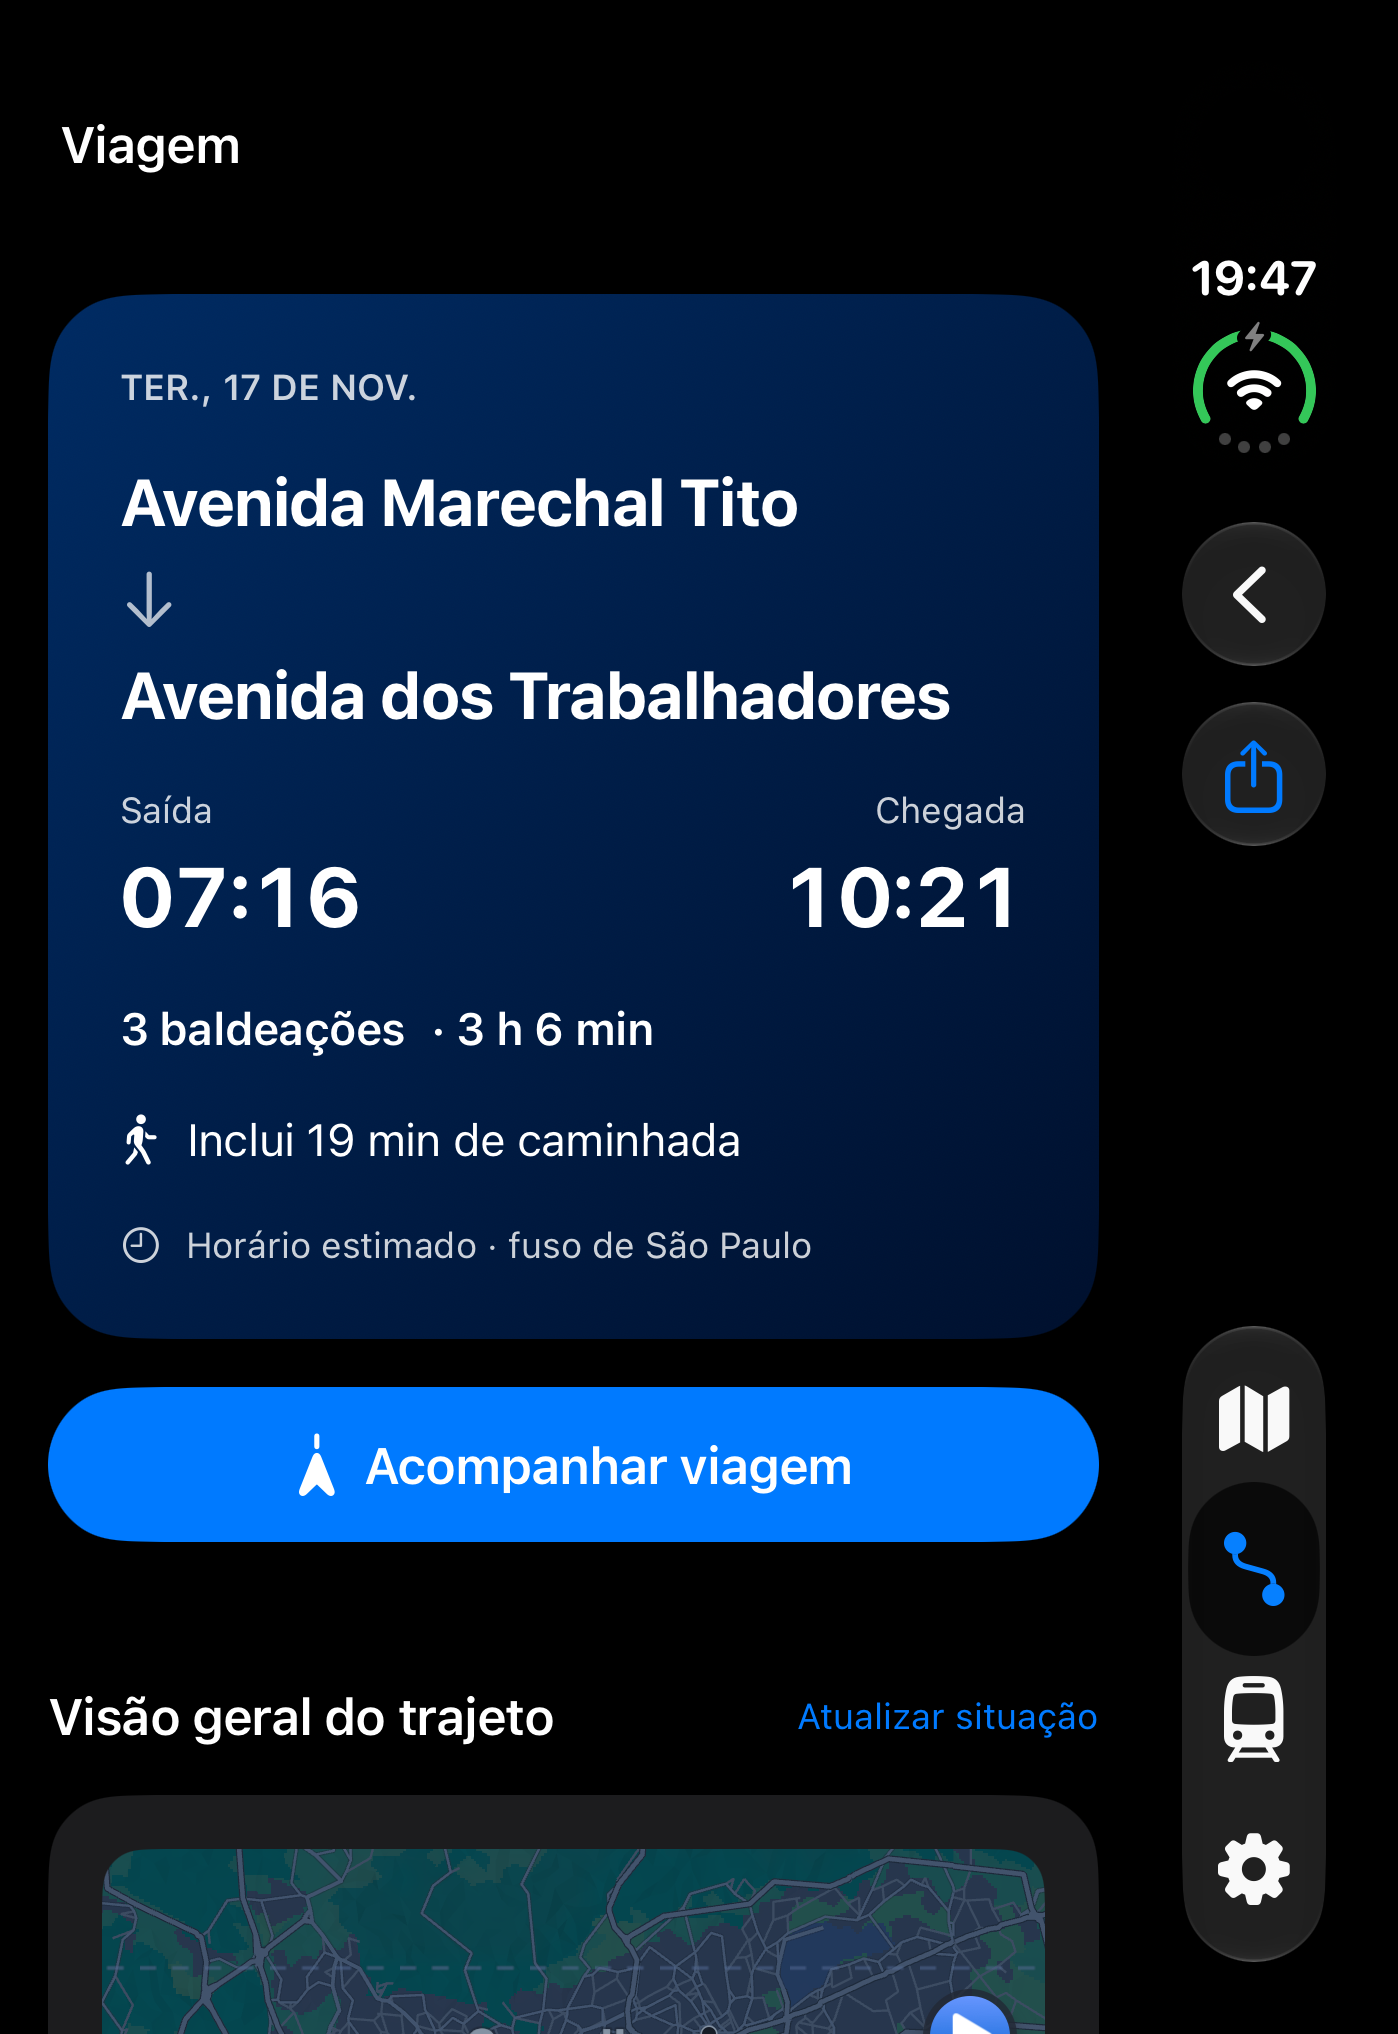 Viagem
19:47
TER., 17 DE NOV.
Avenida Marechal Tito
Avenida dos Trabalhadores
Saída
Chegada
07:16
10:21
3 baldeações · 3 h 6 min
Inclui 19 min de caminhada
Horário estimado · fuso de São Paulo
Acompanhar viagem
Visão geral do trajeto
Atualizar situação